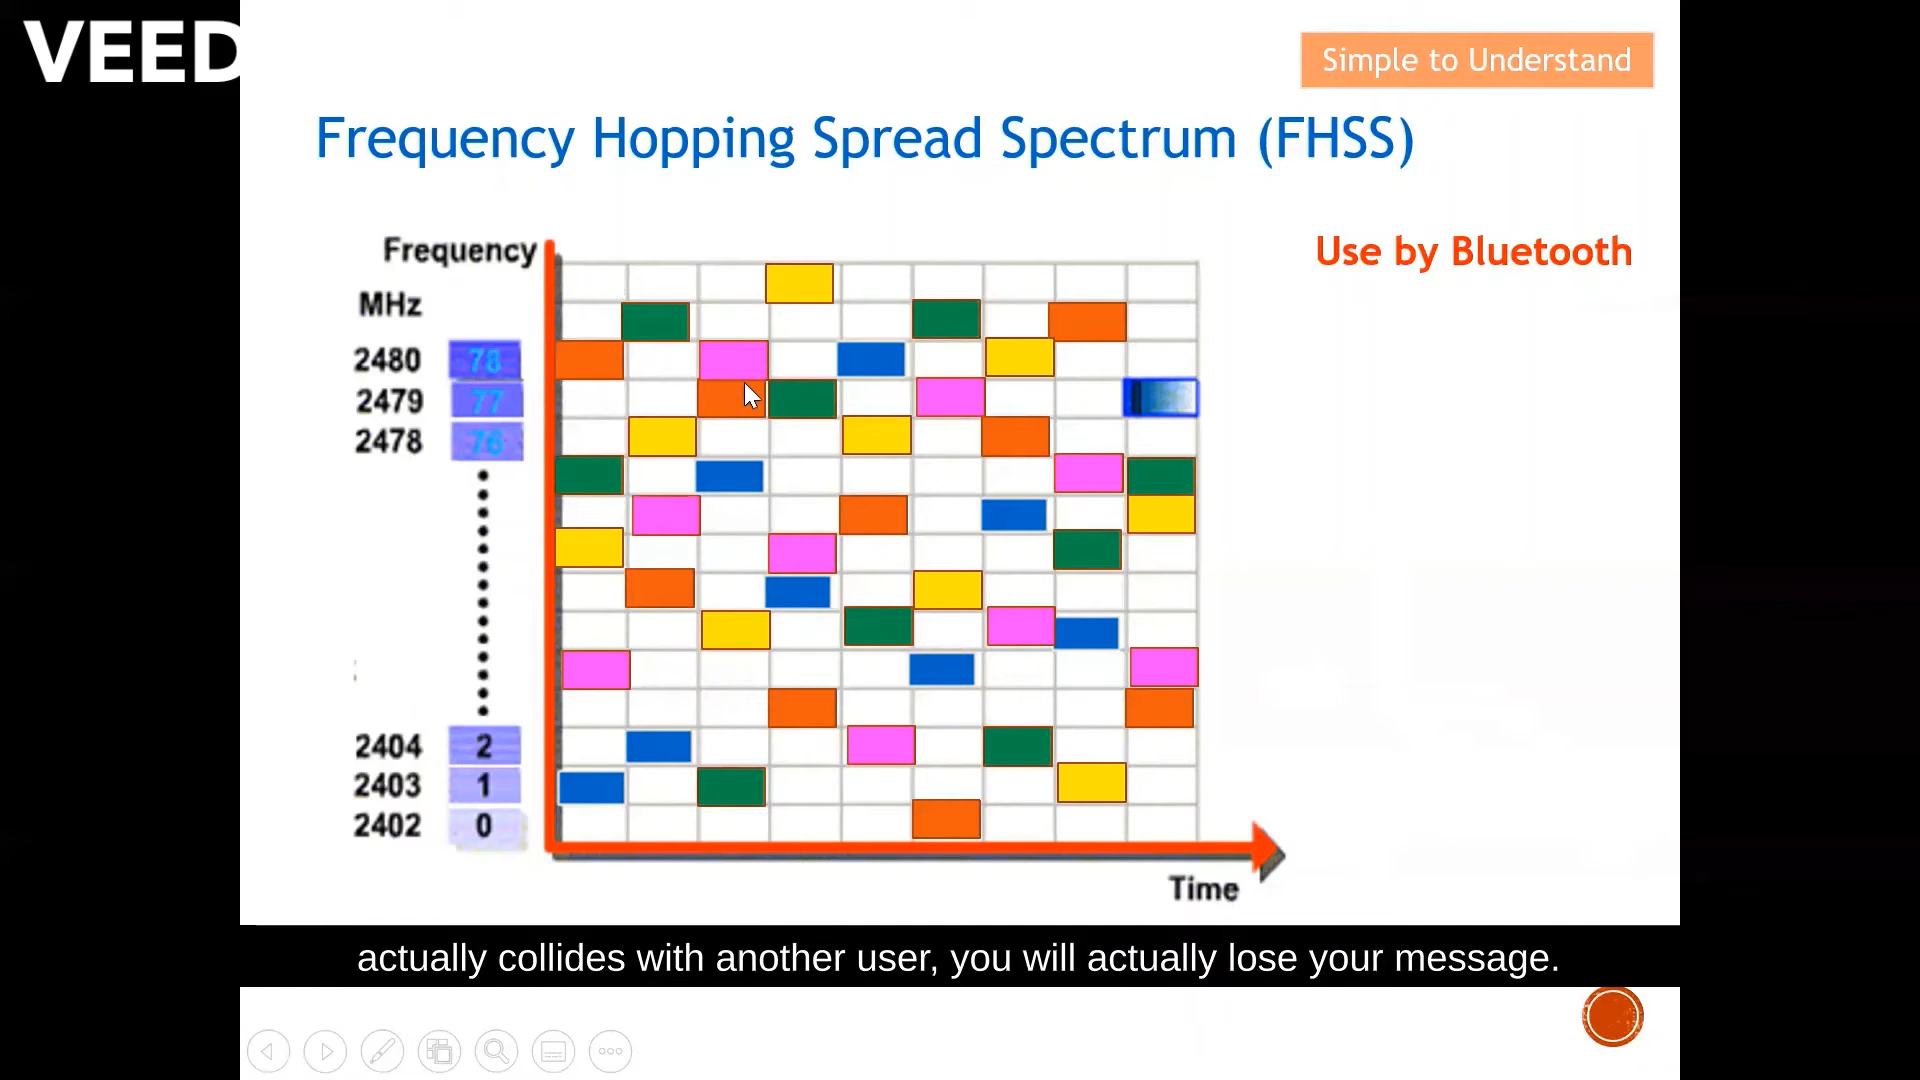 VEED
Simple to Understand
Frequency Hopping Spread Spectrum (FHSS)
Use by Bluetooth
Frequency
MHz
2480 78
2479 77
2478 76
2404 2
2403 1
2402 0
Time
actually collides with another user, you will actually lose your message.